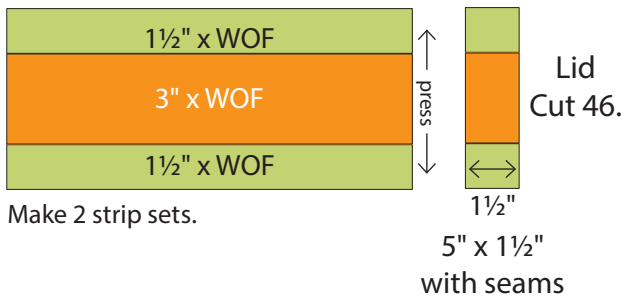 1½" x WOF
3" x WOF
1½" x WOF
press
Make 2 strip sets.
Lid
Cut 46.
1½"
5" x 1½"
with seams